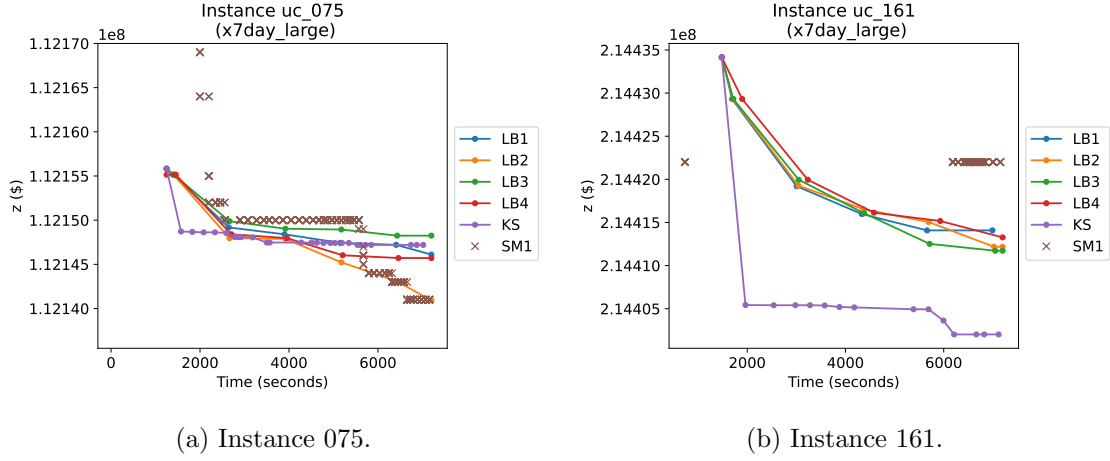 Instance uc_075
(x7day_large)
1e8
1.12170
1.12165
1.12160
1.12155
1.12150
1.12145
1.12140
z ($)
0
2000
4000
6000
Time (seconds)
LB1
LB2
LB3
LB4
KS
SM1
(a) Instance 075.
Instance uc_161
(x7day_large)
1e8
2.14435
2.14430
2.14425
2.14420
2.14415
2.14410
2.14405
z ($)
2000
4000
6000
Time (seconds)
LB1
LB2
LB3
LB4
KS
SM1
(b) Instance 161.